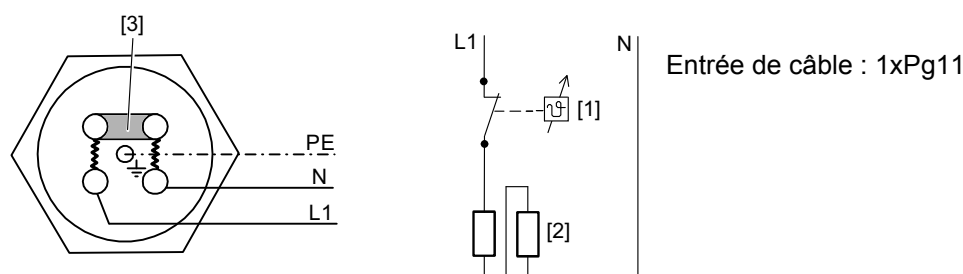 [3]
PE
N
L1
L1
N
ϑ
[1]
[2]
Entrée de câble : 1xPg11